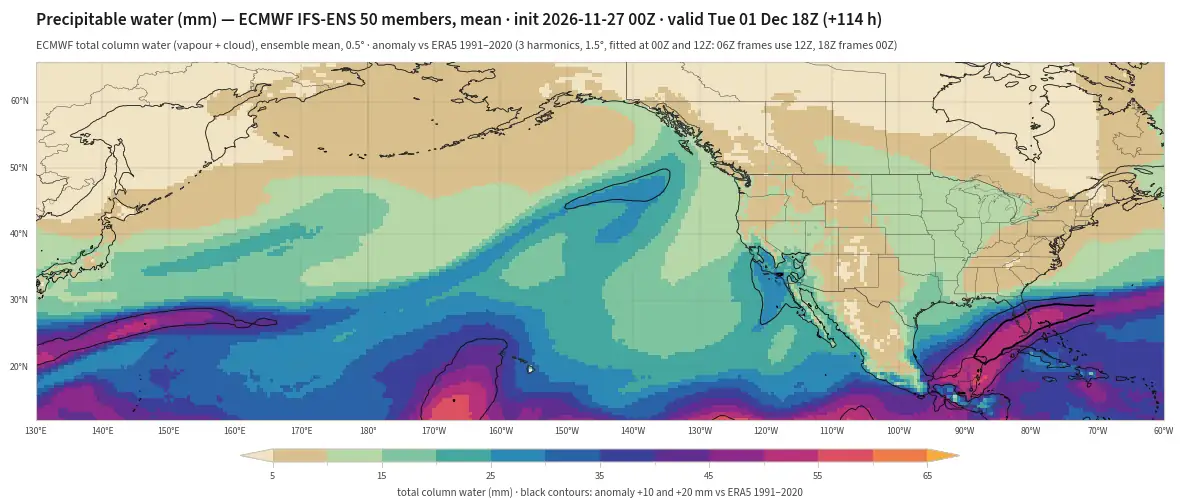 Precipitable water (mm) — ECMWF IFS-ENS 50 members, mean · init 2026-11-27 00Z · valid Tue 01 Dec 18Z (+114 h)
ECMWF total column water (vapour + cloud), ensemble mean, 0.5° · anomaly vs ERA5 1991–2020 (3 harmonics, 1.5°, fitted at 00Z and 12Z: 06Z frames use 12Z, 18Z frames 00Z)
60°N
50°N
40°N
30°N
20°N
130°E 140°E 150°E 160°E 170°E 180° 170°W 160°W 150°W 140°W 130°W 120°W 110°W 100°W 90°W 80°W 70°W 60°W
5 15 25 35 45 55 65
total column water (mm) · black contours: anomaly +10 and +20 mm vs ERA5 1991–2020